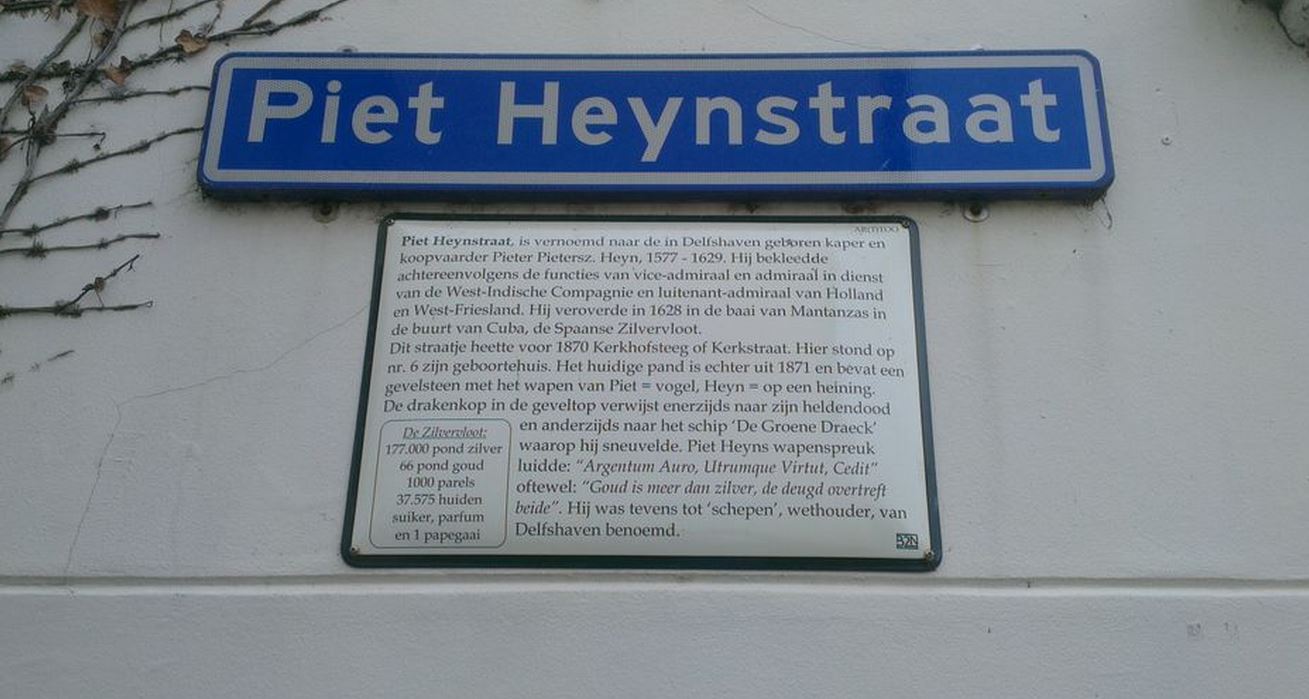 Piet Heynstraat
Piet Heynstraat, is vernoemd naar de in Delfshaven geboren kaper en
koopvaarder Pieter Pietersz. Heyn, 1577 - 1629. Hij bekleedde
achtereenvolgens de functies van vice-admiraal en admiraal in dienst
van de West-Indische Compagnie en luitenant-admiraal van Holland
en West-Friesland. Hij veroverde in 1628 in de baai van Mantanzas in
de buurt van Cuba, de Spaanse Zilvervloot.
Dit straatje heette voor 1870 Kerkhofsteeg of Kerkstraat. Hier stond op
nr. 6 zijn geboortehuis. Het huidige pand is echter uit 1871 en bevat een
gevelsteen met het wapen van Piet = vogel, Heyn = op een heining.
De drakenkop in de geveltop verwijst enerzijds naar zijn heldendood
en anderzijds naar het schip 'De Groene Draeck'
waarop hij sneuvelde. Piet Heyns wapenspreuk
luidde: "Argentum Auro, Utrumque Virtut, Cedit"
oftewel: "Goud is meer dan zilver, de deugd overtreft
beide". Hij was tevens tot 'schepen', wethouder, van
Delfshaven benoemd.
De Zilvervloot:
177.000 pond zilver
66 pond goud
1000 parels
37.575 huiden
suiker, parfum
en 1 papegaai